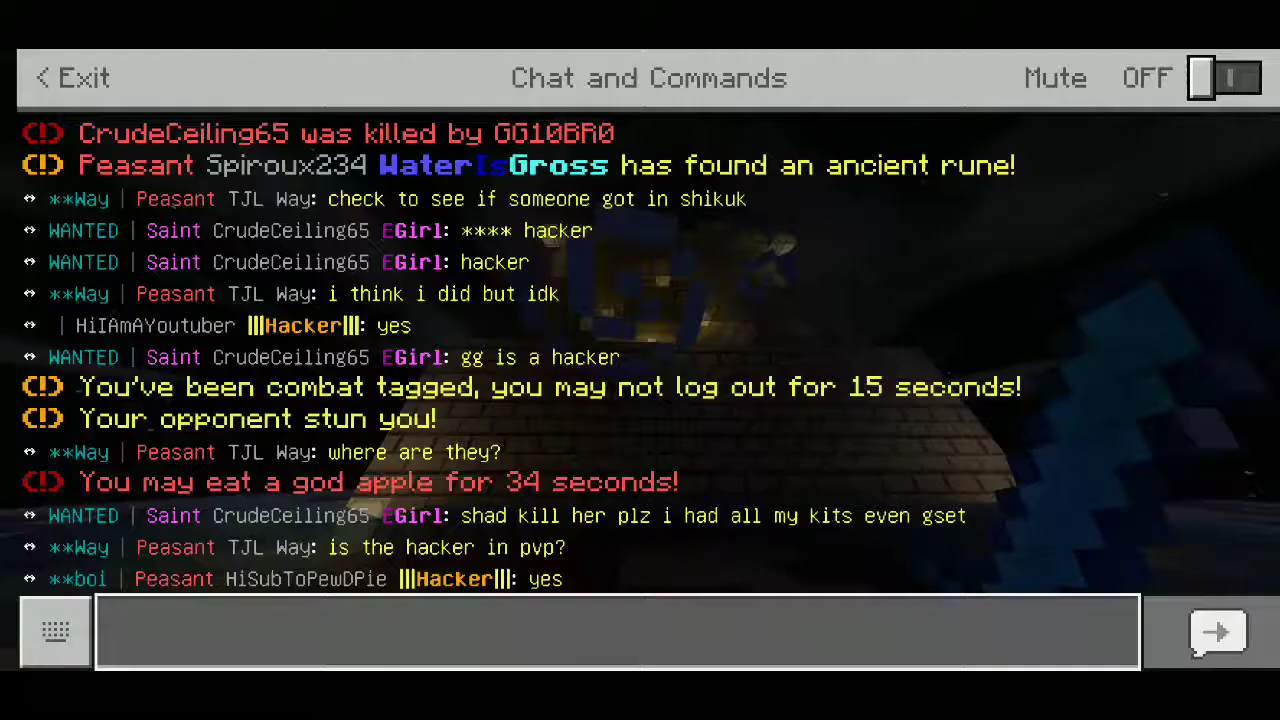 < Exit
Chat and Commands
Mute OFF
(!) CrudeCeiling65 was killed by GG10BR0
(!) Peasant Spiroux234 WaterIsGross has found an ancient rune!
**Way | Peasant TJL Way: check to see if someone got in shikuk
WANTED | Saint CrudeCeiling65 EGirl: **** hacker
WANTED | Saint CrudeCeiling65 EGirl: hacker
**Way | Peasant TJL Way: i think i did but idk
| HiIAmAYoutuber |||Hacker|||: yes
WANTED | Saint CrudeCeiling65 EGirl: gg is a hacker
(!) You've been combat tagged, you may not log out for 15 seconds!
(!) Your opponent stun you!
**Way | Peasant TJL Way: where are they?
(!) You may eat a god apple for 34 seconds!
WANTED | Saint CrudeCeiling65 EGirl: shad kill her plz i had all my kits even gset
**Way | Peasant TJL Way: is the hacker in pvp?
**boi | Peasant HiSubToPewDPie |||Hacker|||: yes